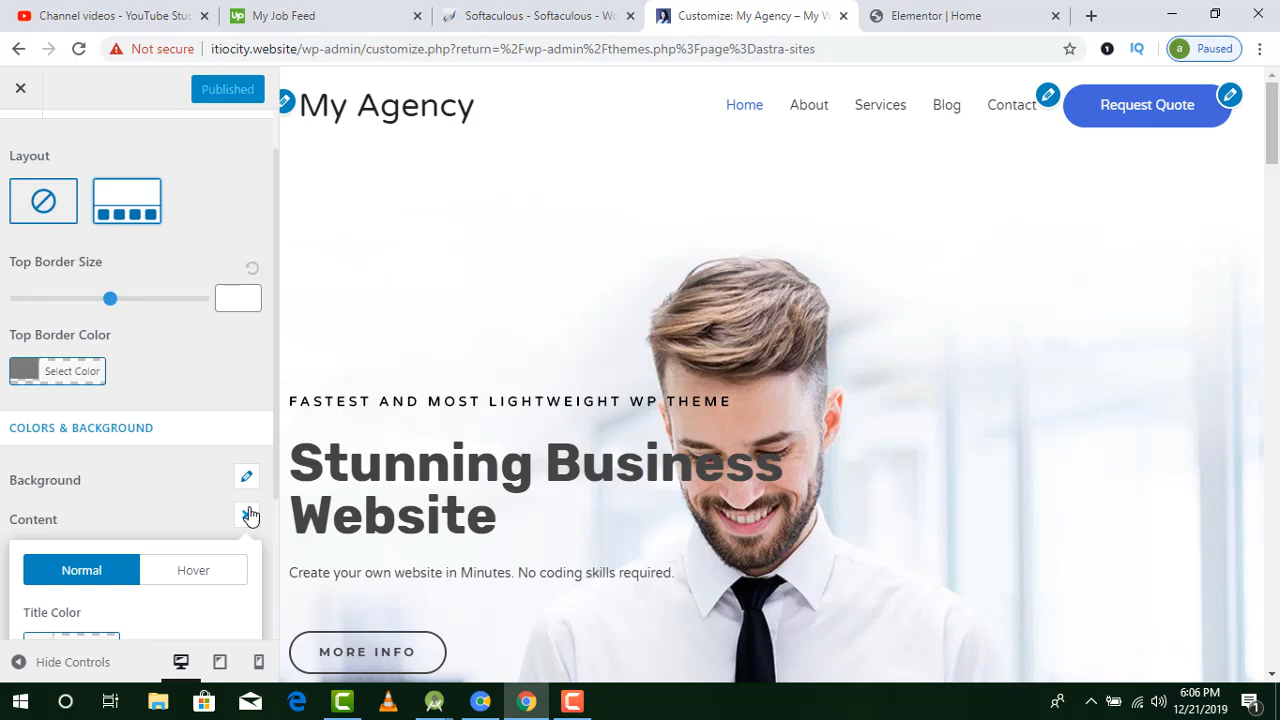 Channel videos - YouTube Stu
My Job Feed
Softaculous - Softaculous - Wo
Customize: My Agency – My W
Elementor | Home
Not secure
itiocity.website/wp-admin/customize.php?return=%2Fwp-admin%2Fthemes.php%3Fpage%3Dastra-sites
1
IQ
a
Paused
Published
Layout
Top Border Size
Top Border Color
Select Color
COLORS & BACKGROUND
Background
Content
Normal
Hover
Title Color
Hide Controls
My Agency
Home
About
Services
Blog
Contact
Request Quote
FASTEST AND MOST LIGHTWEIGHT WP THEME
Stunning Business
Website
Create your own website in Minutes. No coding skills required.
MORE INFO
6:06 PM
12/21/2019
1